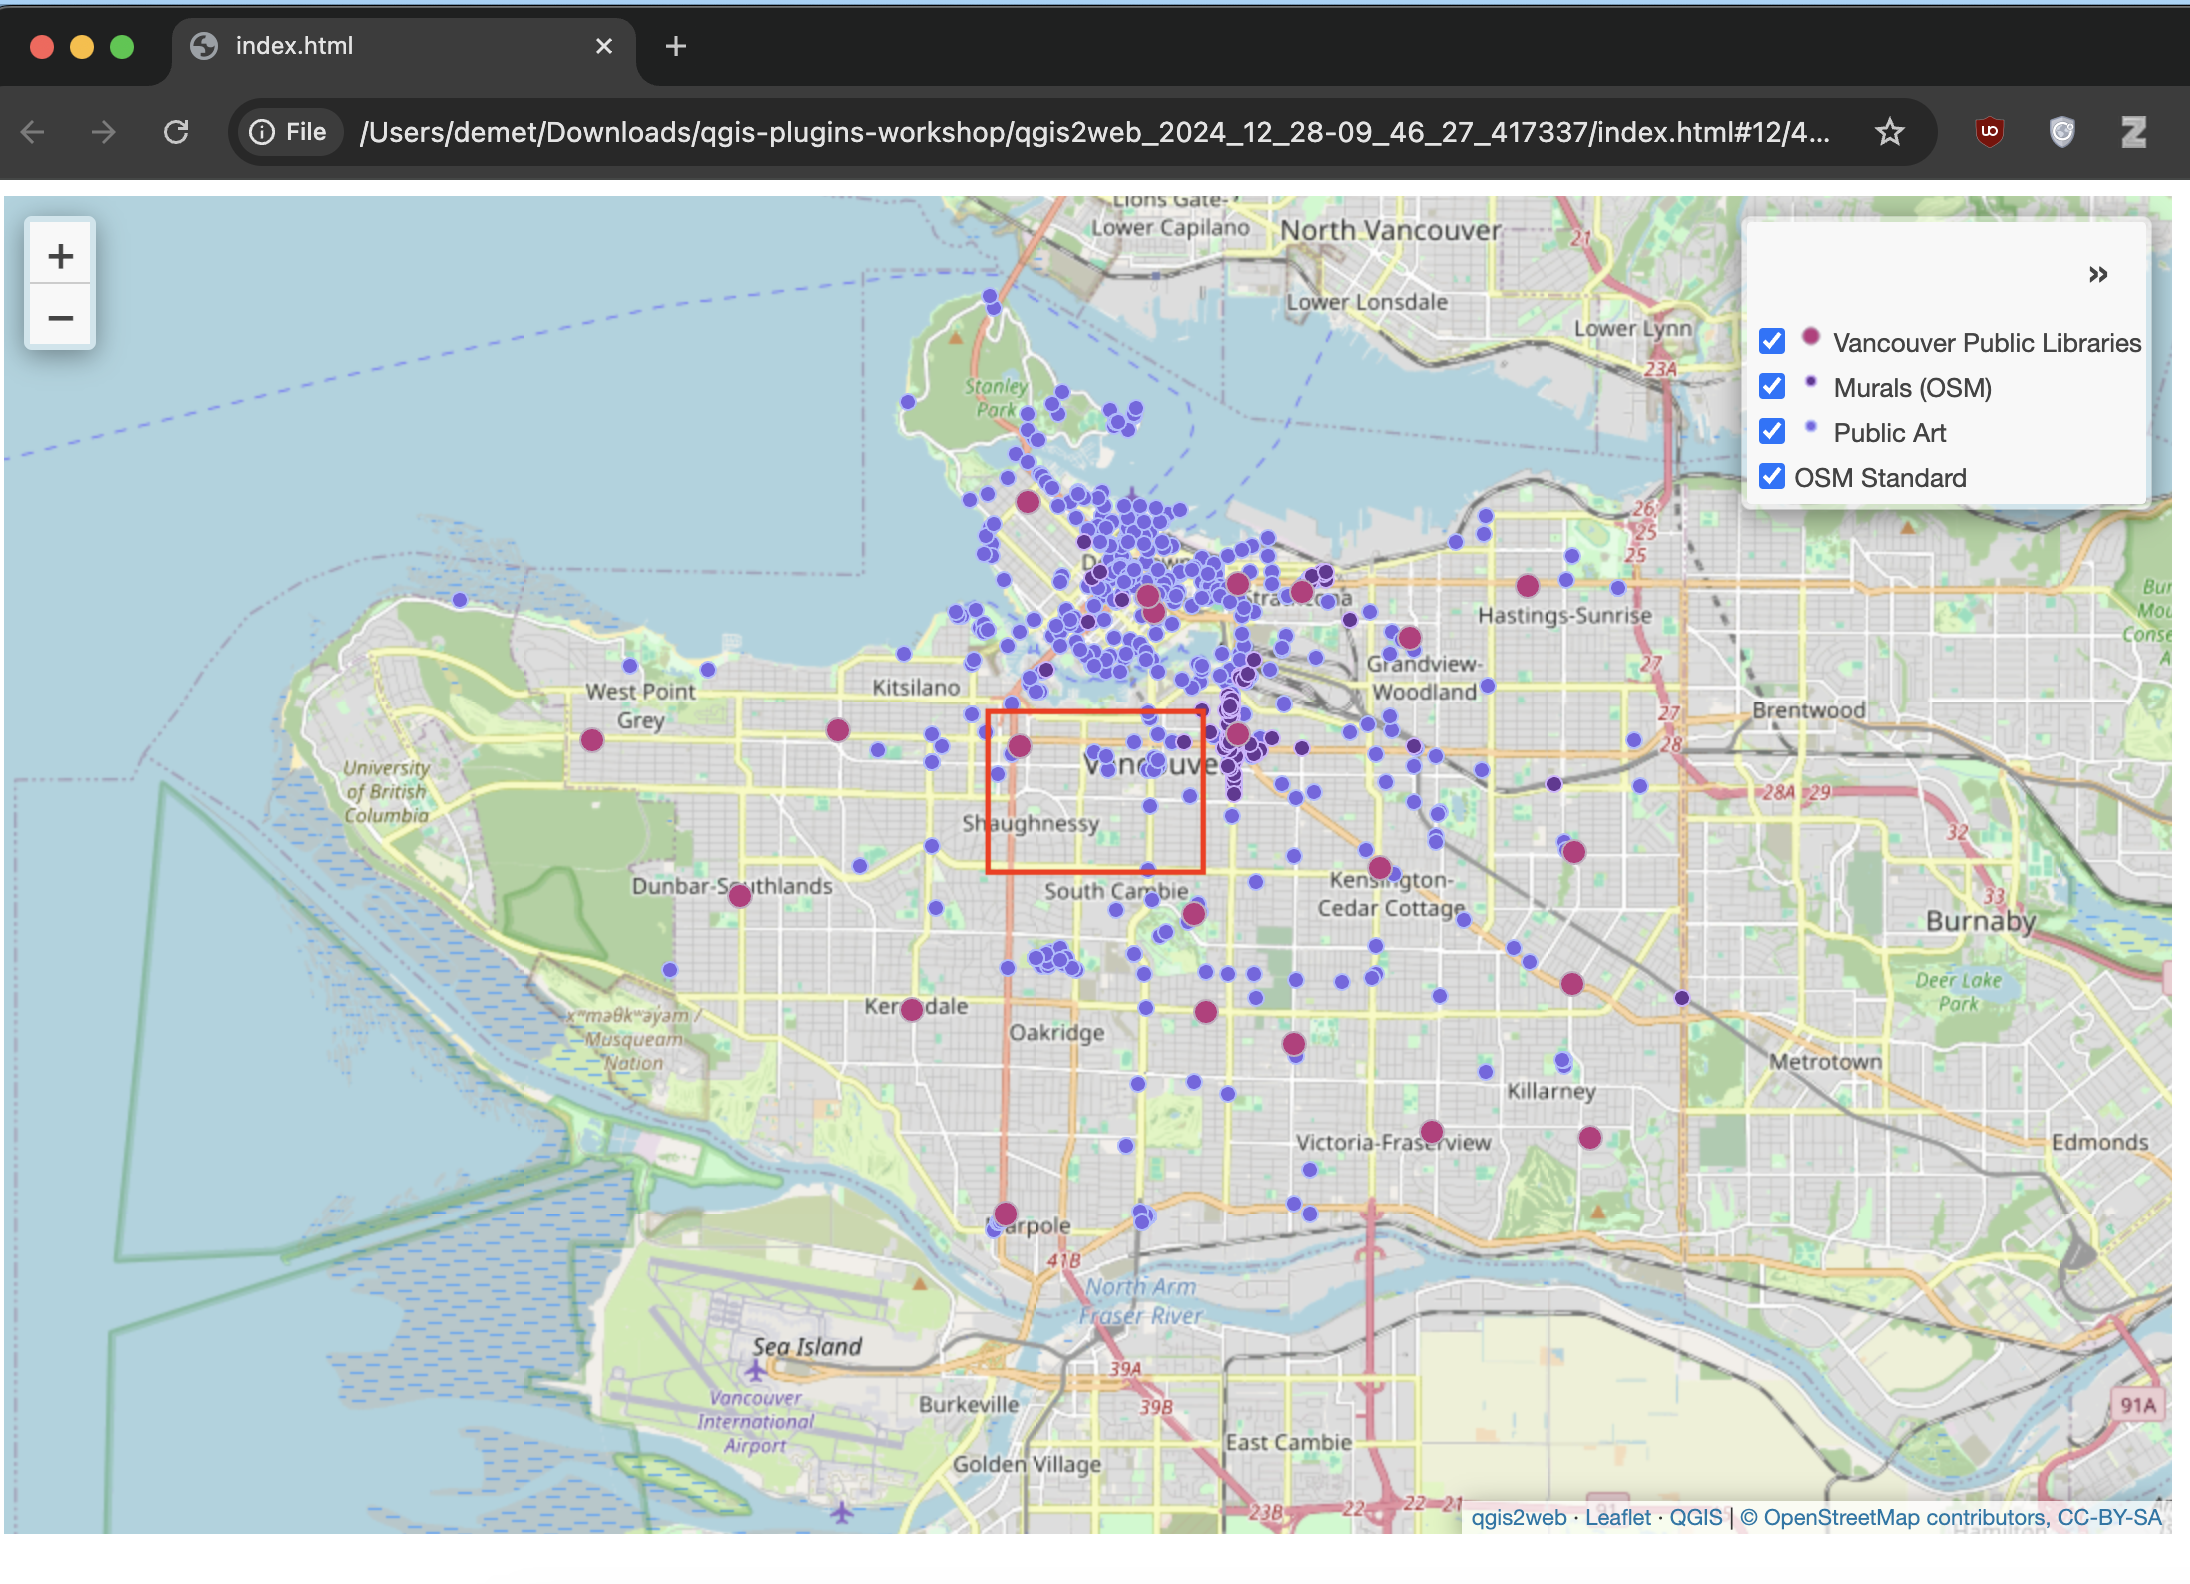 index.html
File
/Users/demet/Downloads/qgis-plugins-workshop/qgis2web_2024_12_28-09_46_27_417337/index.html#12/4...
+
−
»
Vancouver Public Libraries
Murals (OSM)
Public Art
OSM Standard
Lions Gate-
Lower Capilano
North Vancouver
21
Lower Lonsdale
Lower Lynn
23A
Stanley
Park
26
25
25
Hastings-Sunrise
Grandview-
Woodland
27
27
28
Brentwood
West Point
Grey
Kitsilano
University
of British
Columbia
Vancouver
28A 29
32
33
Shaughnessy
Dunbar-Southlands
South Cambie
Kensington-
Cedar Cottage
Burnaby
Deer Lake
Park
Kerrisdale
Oakridge
xʷməθkʷəy̓əm /
Musqueam
Nation
Metrotown
Killarney
Victoria-Fraserview
Edmonds
Marpole
41B
North Arm
Fraser River
Sea Island
39A
39B
Vancouver
International
Airport
Burkeville
East Cambie
Golden Village
91A
23B
22
22
21
91
qgis2web · Leaflet · QGIS | © OpenStreetMap contributors, CC-BY-SA